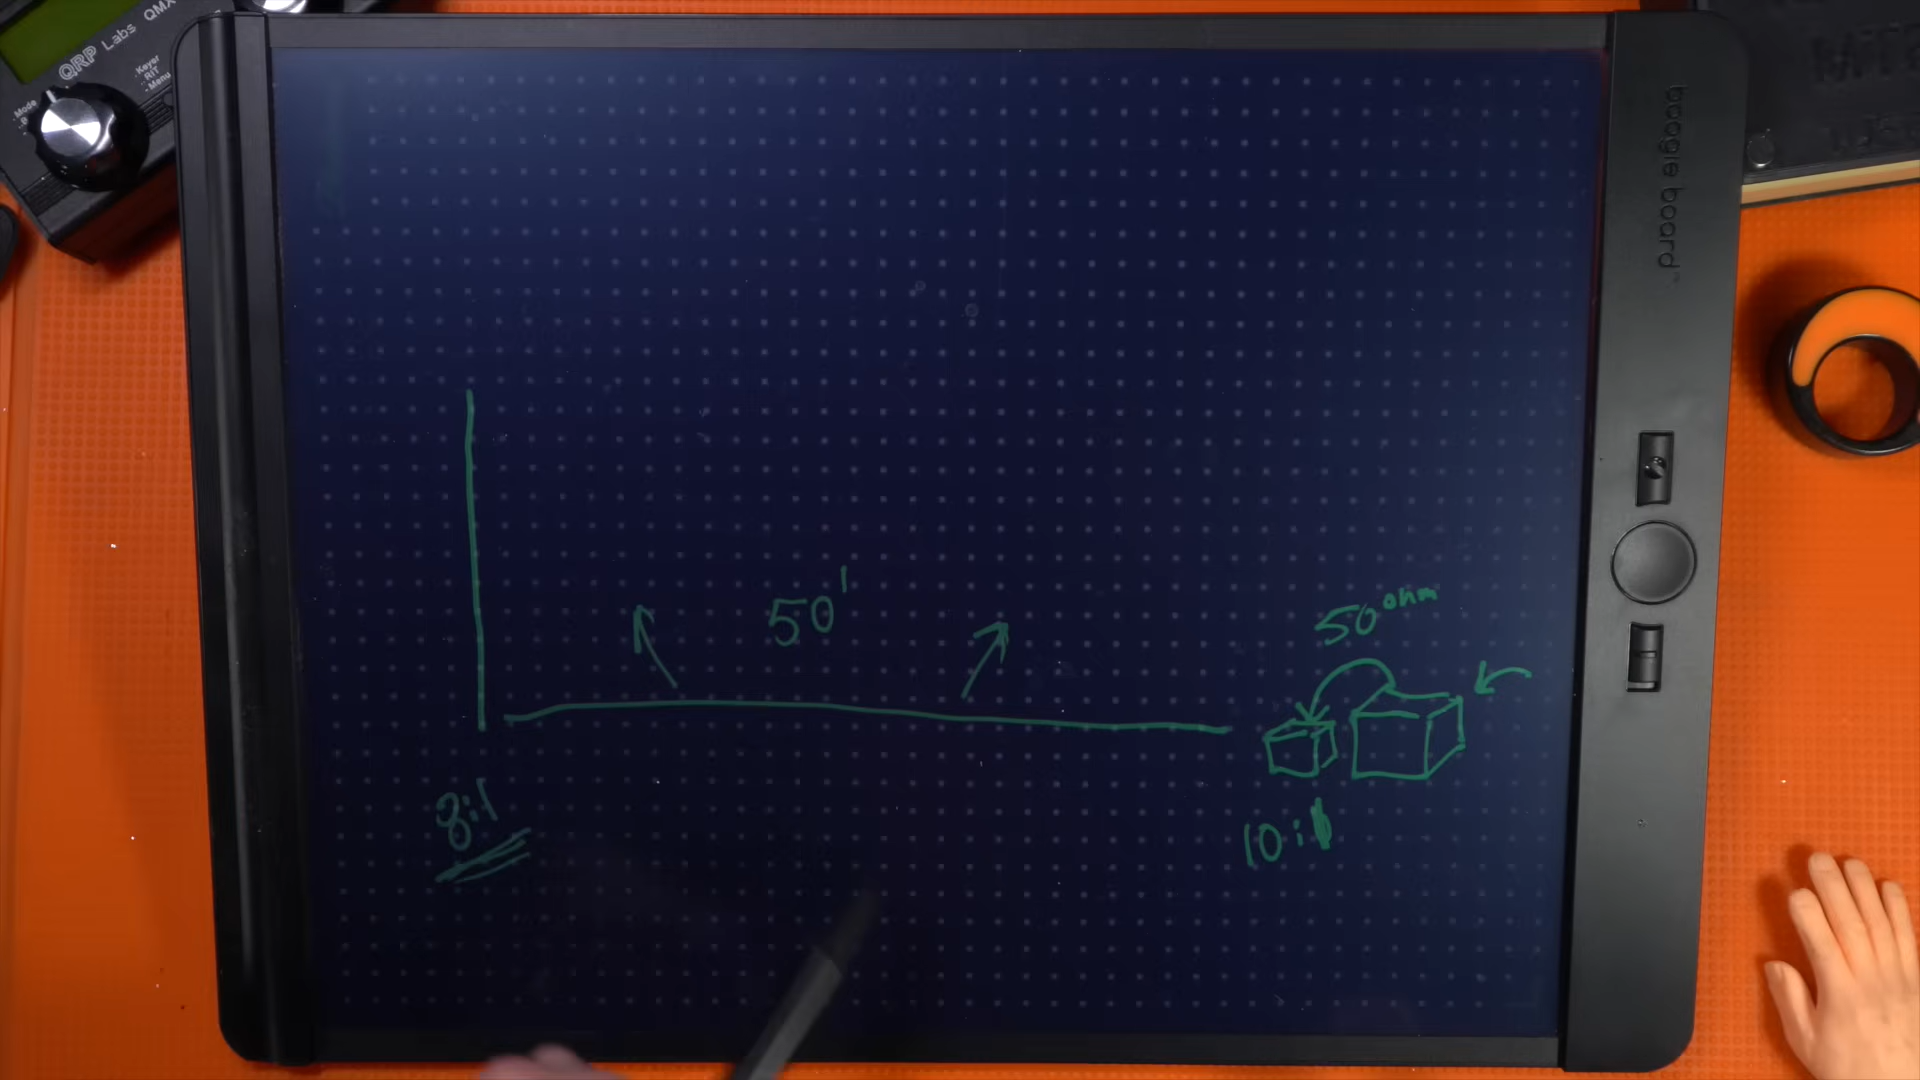 QRP Labs QMX
Keyer
RIT
Menu
Mode
boogie board
50'
50 ohm
8:1
10:1